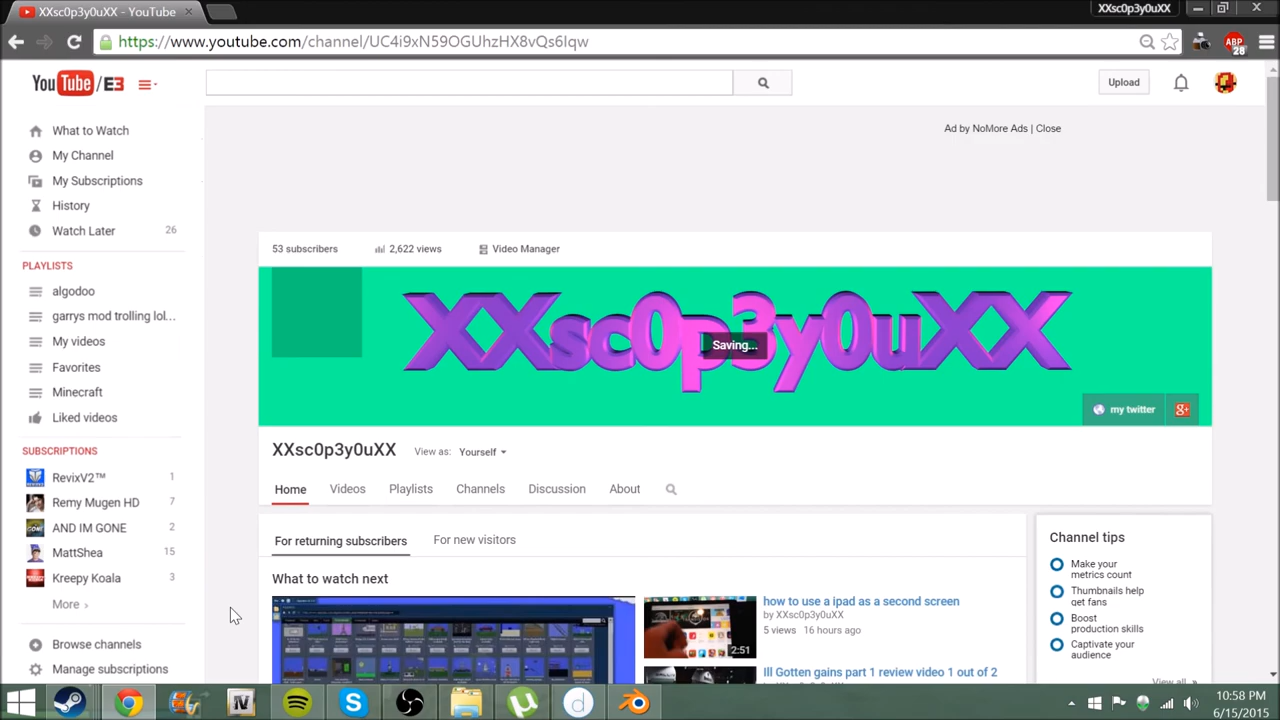 XXsc0p3y0uXX - YouTube
XXsc0p3y0uXX
https://www.youtube.com/channel/UC4i9xN59OGUhzHX8vQs6Iqw
ABP
28
YouTube /E3
Upload
What to Watch
My Channel
My Subscriptions
History
Watch Later 26
PLAYLISTS
algodoo
garrys mod trolling lol...
My videos
Favorites
Minecraft
Liked videos
SUBSCRIPTIONS
RevixV2™ 1
Remy Mugen HD 7
AND IM GONE 2
MattShea 15
Kreepy Koala 3
More ›
Browse channels
Manage subscriptions
Ad by NoMore Ads | Close
53 subscribers
2,622 views
Video Manager
XXsc0p3y0uXX
Saving...
my twitter
g+
XXsc0p3y0uXX
View as: Yourself
Home Videos Playlists Channels Discussion About
For returning subscribers
For new visitors
What to watch next
how to use a ipad as a second screen
by XXsc0p3y0uXX
5 views 16 hours ago
2:51
Ill Gotten gains part 1 review video 1 out of 2
Channel tips
Make your
metrics count
Thumbnails help
get fans
Boost
production skills
Captivate your
audience
View all »
10:58 PM
6/15/2015